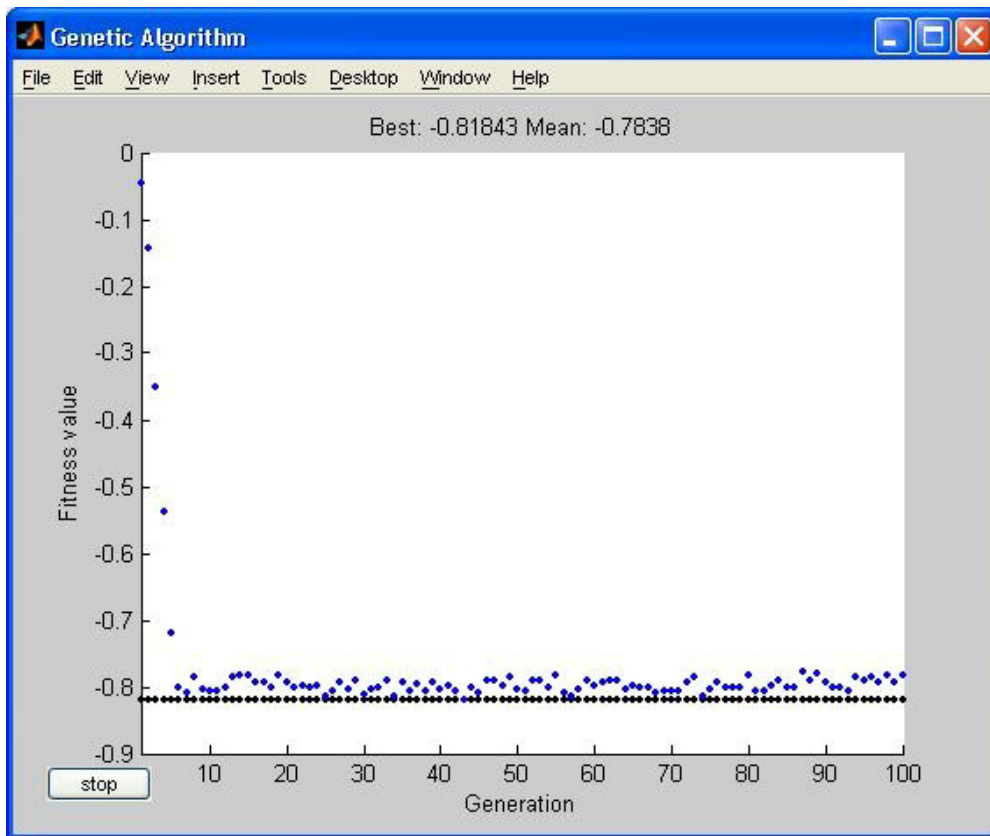 Genetic Algorithm
File Edit View Insert Tools Desktop Window Help
Best: -0.81843 Mean: -0.7838
0
-0.1
-0.2
-0.3
-0.4
-0.5
-0.6
-0.7
-0.8
-0.9
Fitness value
10 20 30 40 50 60 70 80 90 100
Generation
stop